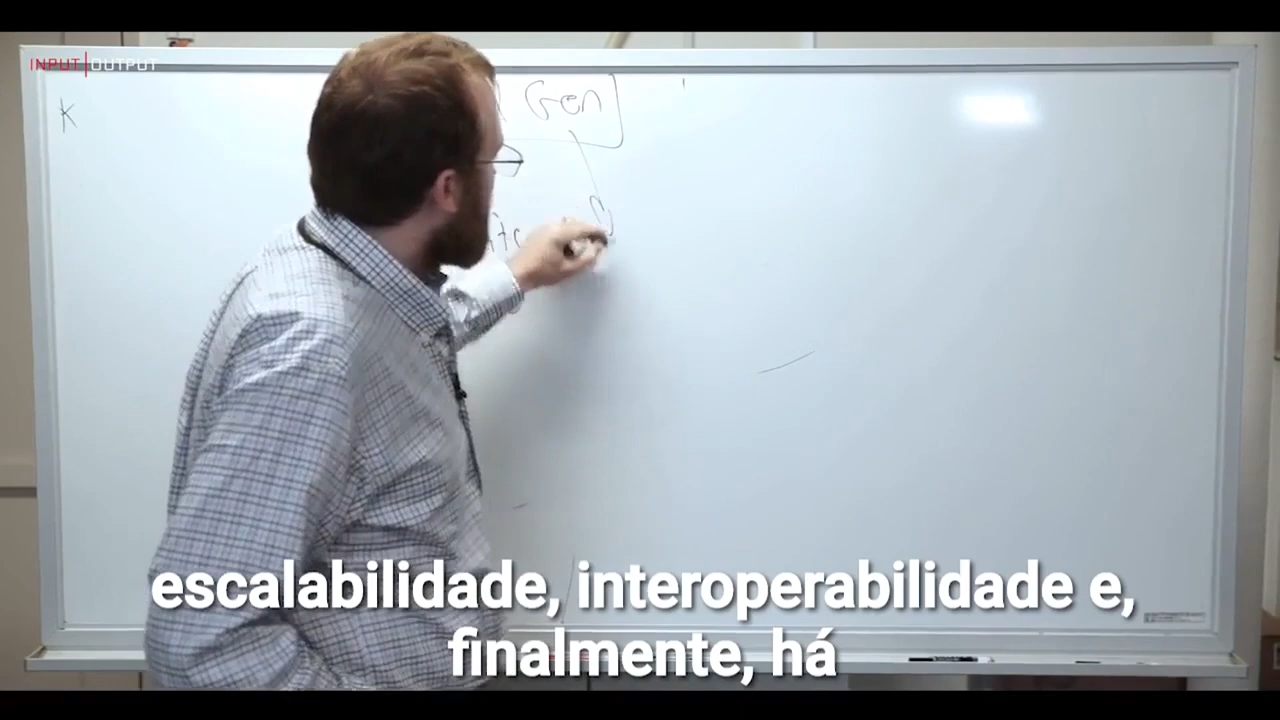 INPUT|OUTPUT
Gen
K
escalabilidade, interoperabilidade e,
finalmente, há